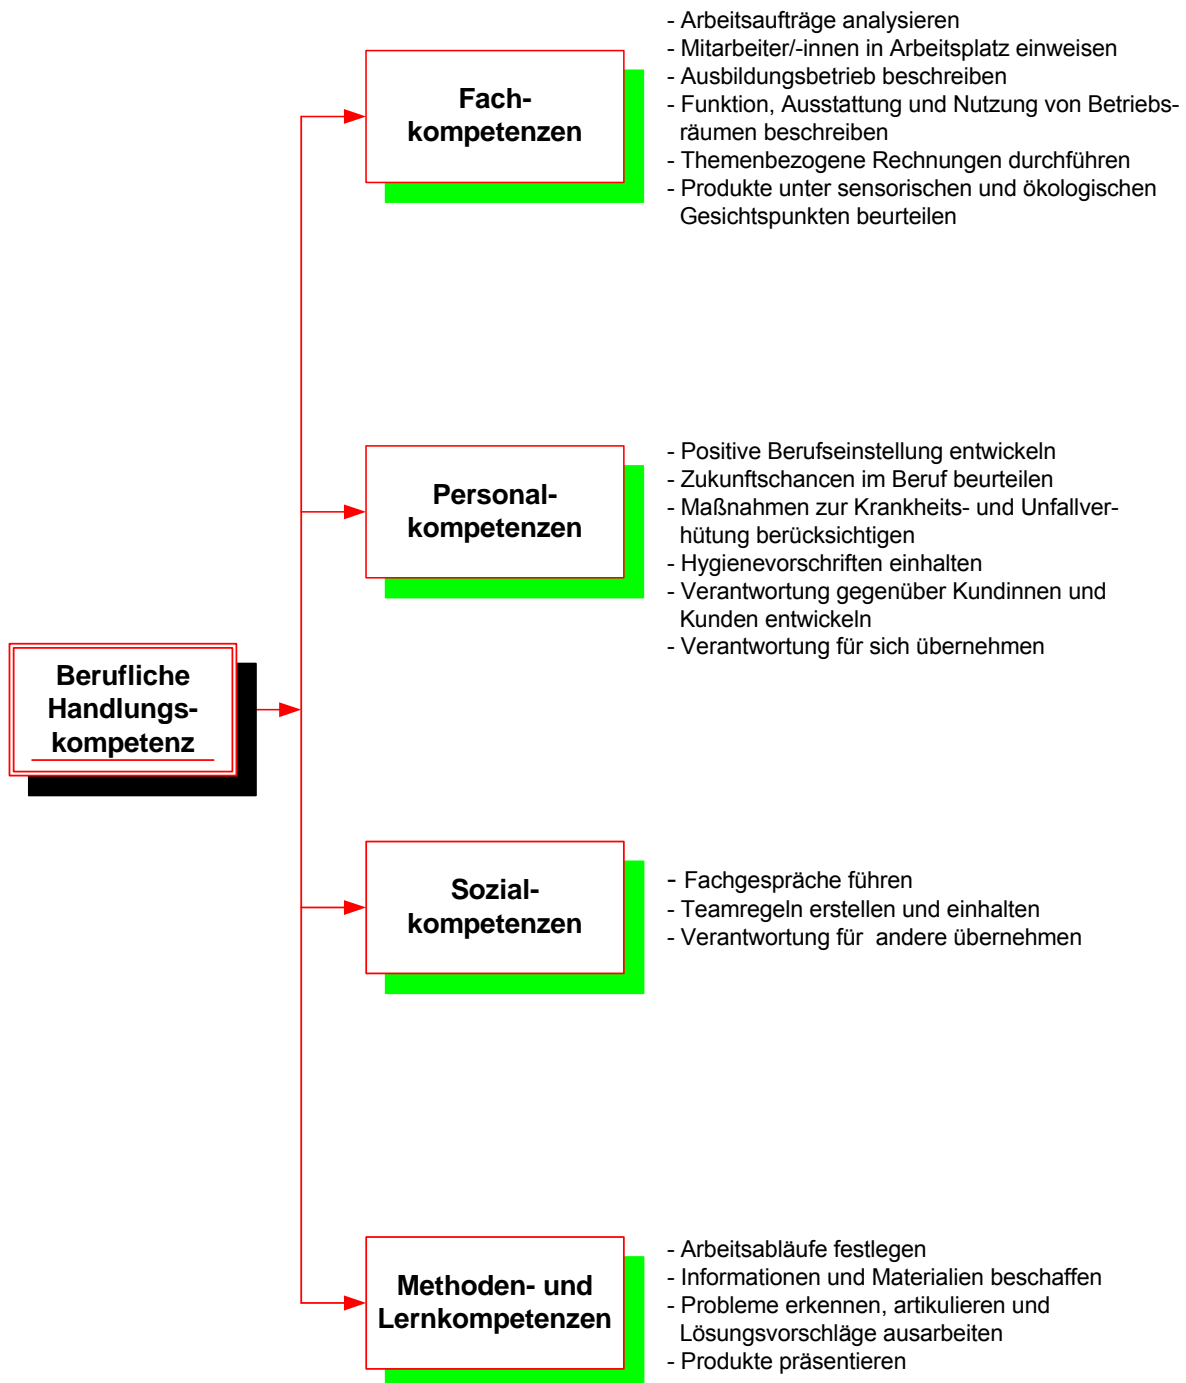 - Arbeitsaufträge analysieren
- Mitarbeiter/-innen in Arbeitsplatz einweisen
- Ausbildungsbetrieb beschreiben
- Funktion, Ausstattung und Nutzung von Betriebs-
räumen beschreiben
- Themenbezogene Rechnungen durchführen
- Produkte unter sensorischen und ökologischen
Gesichtspunkten beurteilen
Fach-
kompetenzen
- Positive Berufseinstellung entwickeln
- Zukunftschancen im Beruf beurteilen
- Maßnahmen zur Krankheits- und Unfallver-
hütung berücksichtigen
- Hygienevorschriften einhalten
- Verantwortung gegenüber Kundinnen und
Kunden entwickeln
- Verantwortung für sich übernehmen
Personal-
kompetenzen
Berufliche
Handlungs-
kompetenz
Sozial-
kompetenzen
- Fachgespräche führen
- Teamregeln erstellen und einhalten
- Verantwortung für  andere übernehmen
Methoden- und
Lernkompetenzen
- Arbeitsabläufe festlegen
- Informationen und Materialien beschaffen
- Probleme erkennen, artikulieren und
Lösungsvorschläge ausarbeiten
- Produkte präsentieren